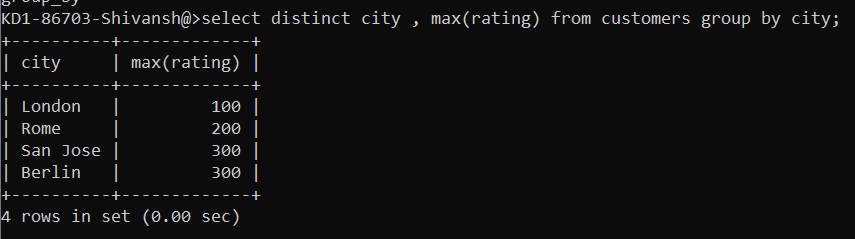 group_by
KD1-86703-Shivansh@>select distinct city , max(rating) from customers group by city;
+----------+-------------+
| city     | max(rating) |
+----------+-------------+
| London   |         100 |
| Rome     |         200 |
| San Jose |         300 |
| Berlin   |         300 |
+----------+-------------+
4 rows in set (0.00 sec)